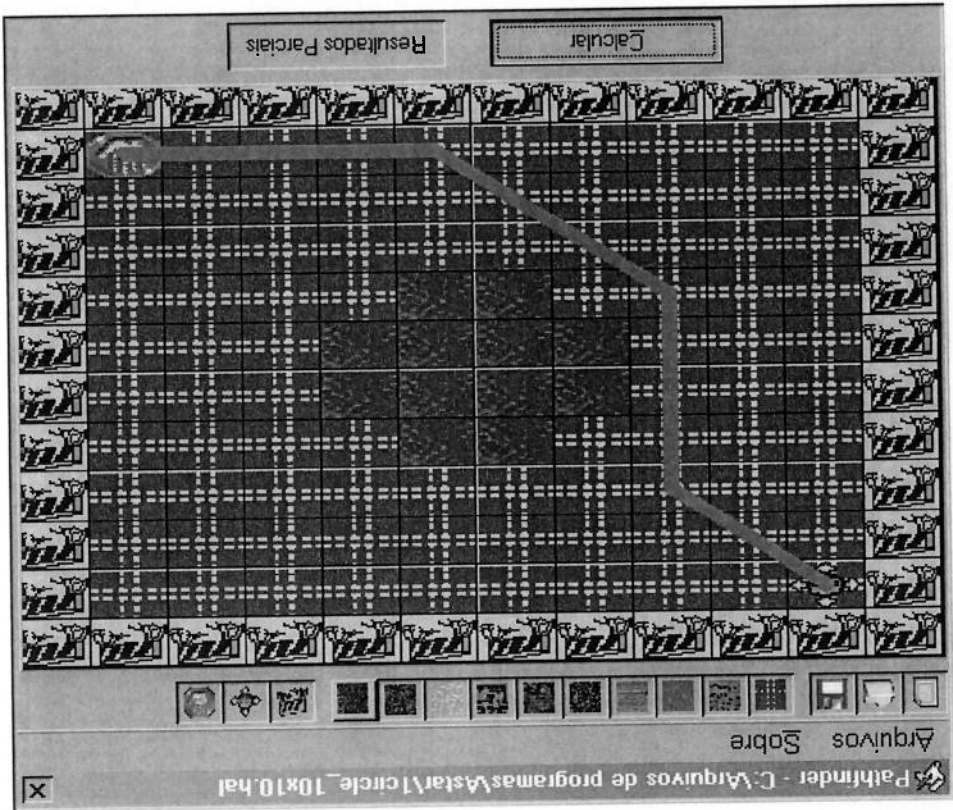 Pathfinder - C:\Arquivos de programas\Astar\1circle_10x10.hal
Arquivos Sobre
Calcular Resultados Parciais